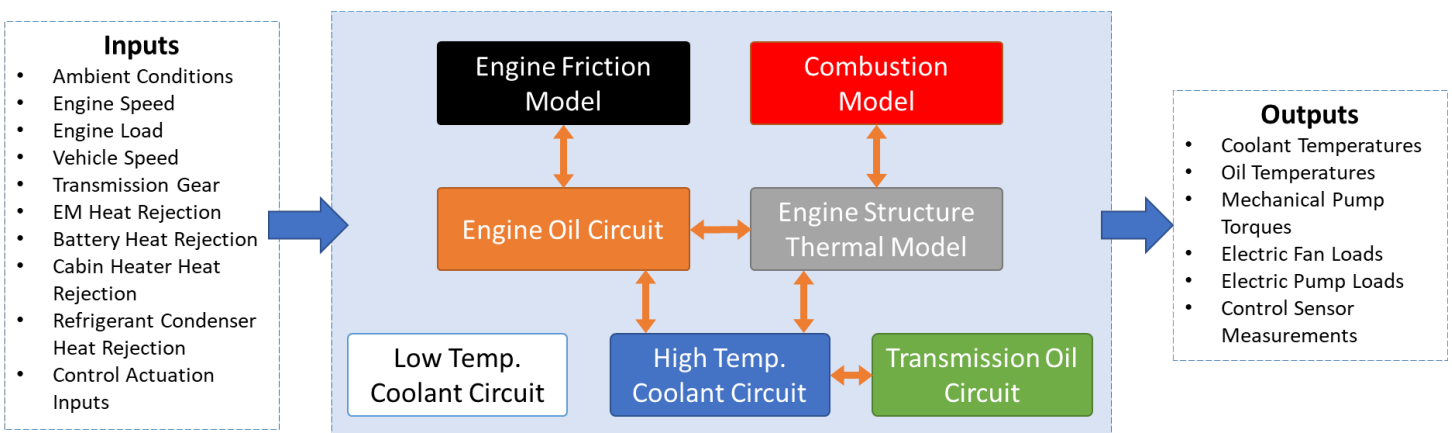 Inputs
• Ambient Conditions
• Engine Speed
• Engine Load
• Vehicle Speed
• Transmission Gear
• EM Heat Rejection
• Battery Heat Rejection
• Cabin Heater Heat
Rejection
• Refrigerant Condenser
Heat Rejection
• Control Actuation
Inputs
Engine Friction
Model
Combustion
Model
Engine Oil Circuit
Engine Structure
Thermal Model
Low Temp.
Coolant Circuit
High Temp.
Coolant Circuit
Transmission Oil
Circuit
Outputs
• Coolant Temperatures
• Oil Temperatures
• Mechanical Pump
Torques
• Electric Fan Loads
• Electric Pump Loads
• Control Sensor
Measurements